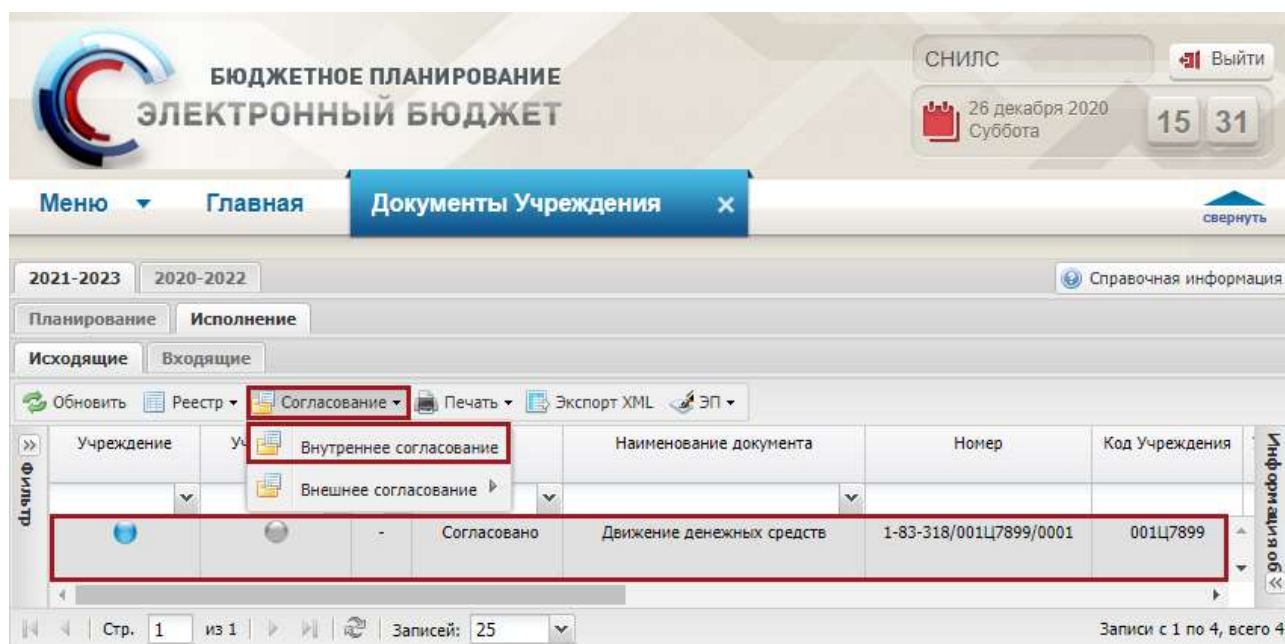 БЮДЖЕТНОЕ ПЛАНИРОВАНИЕ
ЭЛЕКТРОННЫЙ БЮДЖЕТ
СНИЛС
Выйти
26 декабря 2020
Суббота
15 31
Меню
Главная
Документы Учреждения
свернуть
2021-2023
2020-2022
Справочная информация
Планирование
Исполнение
Исходящие
Входящие
Обновить
Реестр
Согласование
Печать
Экспорт XML
ЭП
Фильтр
Учреждение
Внутреннее согласование
Внешнее согласование
Наименование документа
Номер
Код Учреждения
Информация об
- Согласовано Движение денежных средств 1-83-318/001Ц7899/0001 001Ц7899
Стр. 1 из 1 Записей: 25 Записи с 1 по 4, всего 4